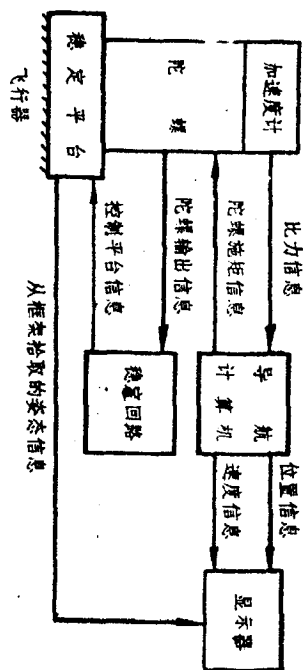 加速度计
陀螺
稳定平台
飞行器
比力信息
陀螺施矩信息
陀螺输出信息
控制平台信息
从框架拾取的姿态信息
导航
计算机
稳定回路
位置信息
速度信息
显示器